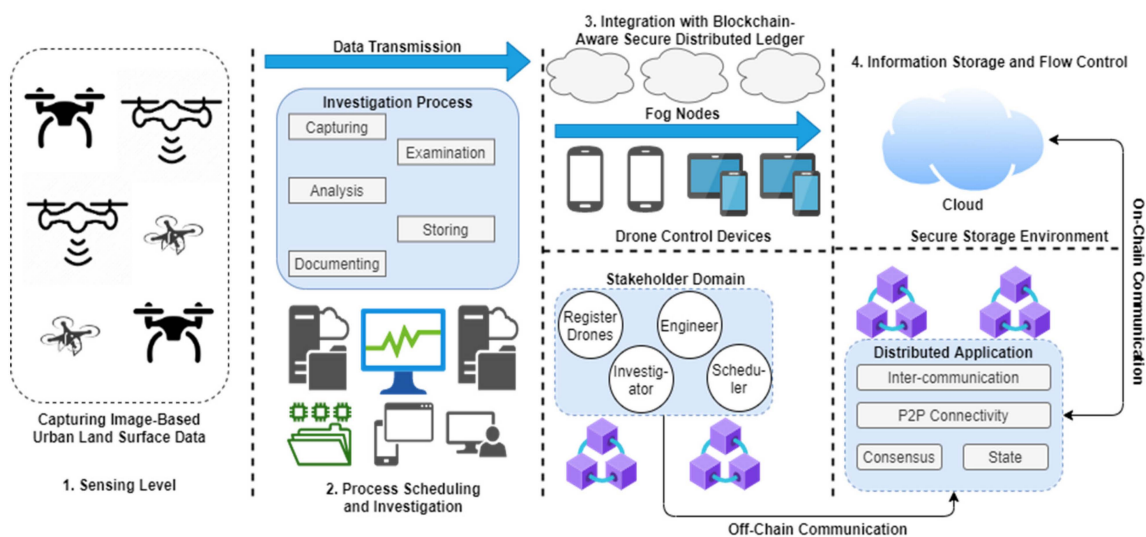 Capturing Image-Based
Urban Land Surface Data
1. Sensing Level
Data Transmission
Investigation Process
Capturing
Examination
Analysis
Storing
Documenting
2. Process Scheduling
and Investigation
3. Integration with Blockchain-
Aware Secure Distributed Ledger
Fog Nodes
Drone Control Devices
Stakeholder Domain
Register
Drones
Engineer
Investig-
ator
Schedu-
ler
Off-Chain Communication
4. Information Storage and Flow Control
Cloud
Secure Storage Environment
Distributed Application
Inter-communication
P2P Connectivity
Consensus
State
On-Chain Communication